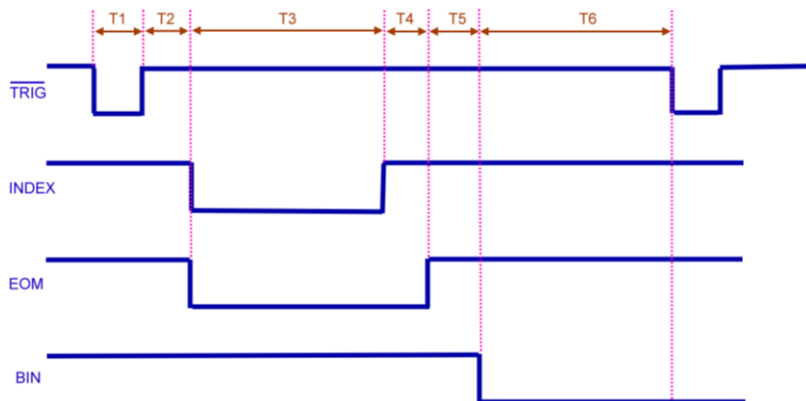 T1 T2 T3 T4 T5 T6
TRIG
INDEX
EOM
BIN